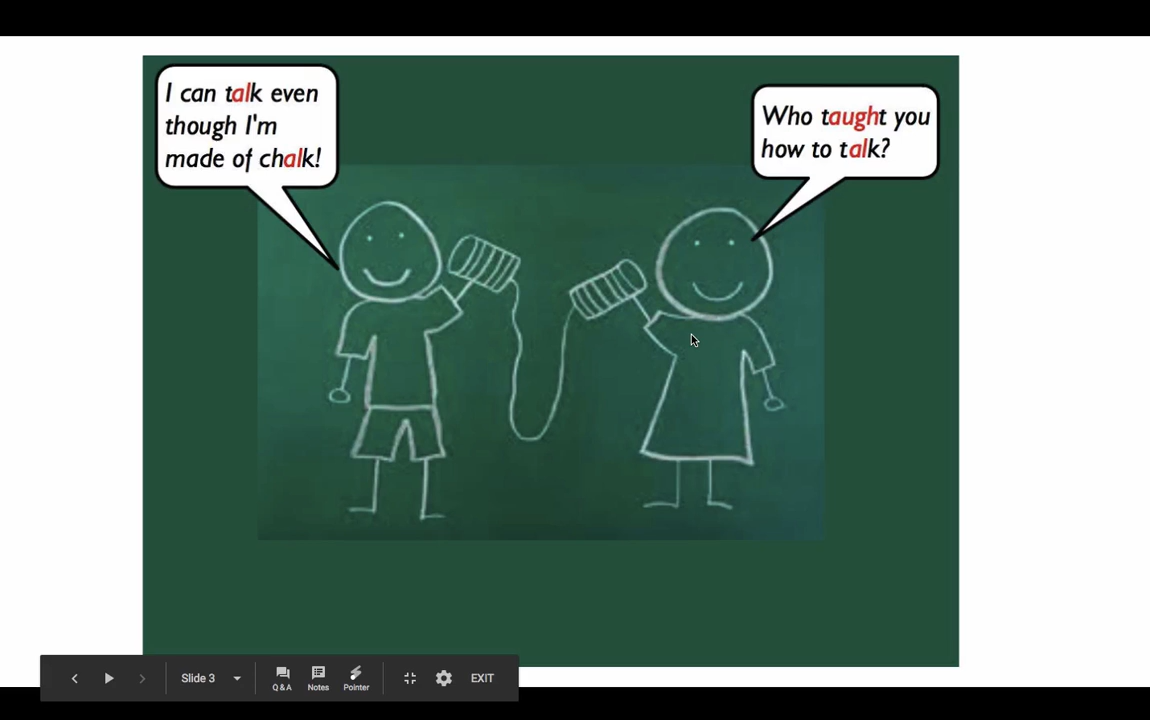 I can talk even
though I'm
made of chalk!
Who taught you
how to talk?
Slide 3
Q & A
Notes
Pointer
EXIT